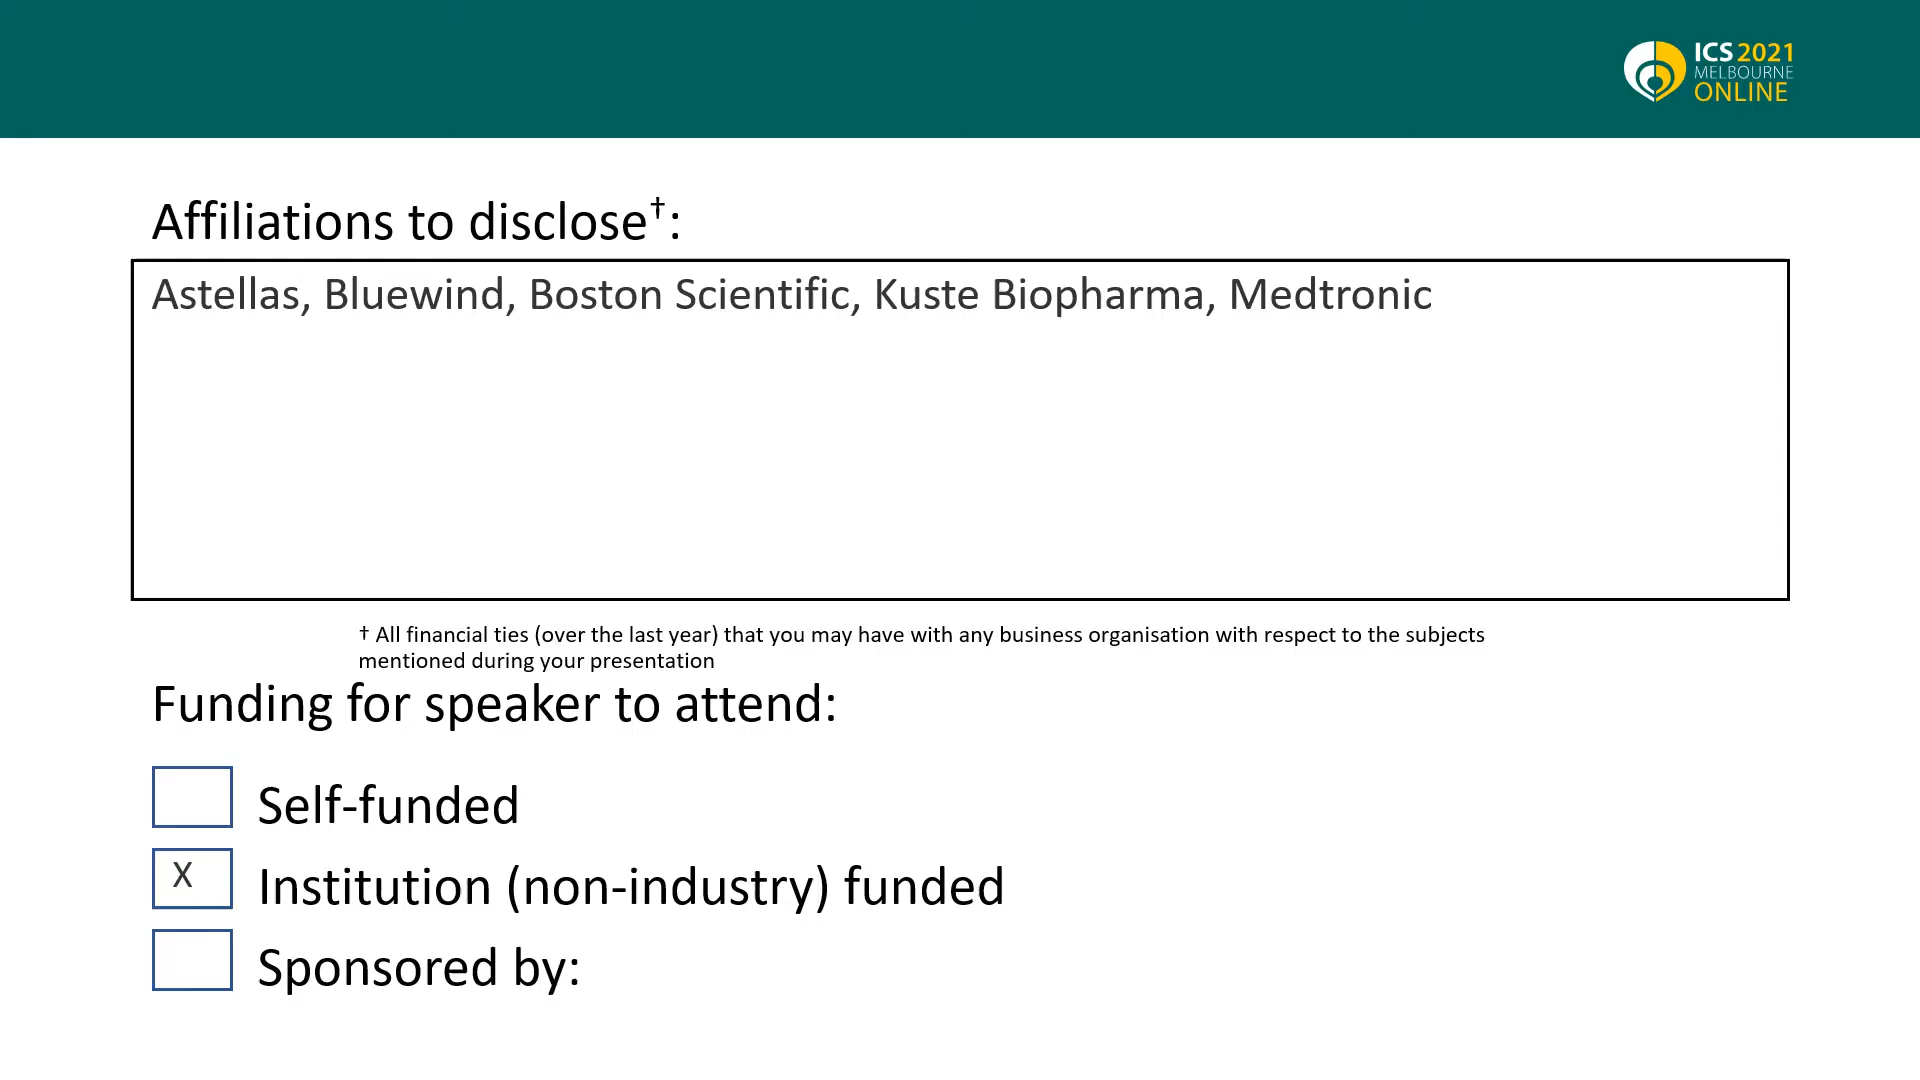 ICS 2021
MELBOURNE
ONLINE
Affiliations to disclose†:
Astellas, Bluewind, Boston Scientific, Kuste Biopharma, Medtronic
† All financial ties (over the last year) that you may have with any business organisation with respect to the subjects
mentioned during your presentation
Funding for speaker to attend:
Self-funded
X Institution (non-industry) funded
Sponsored by: